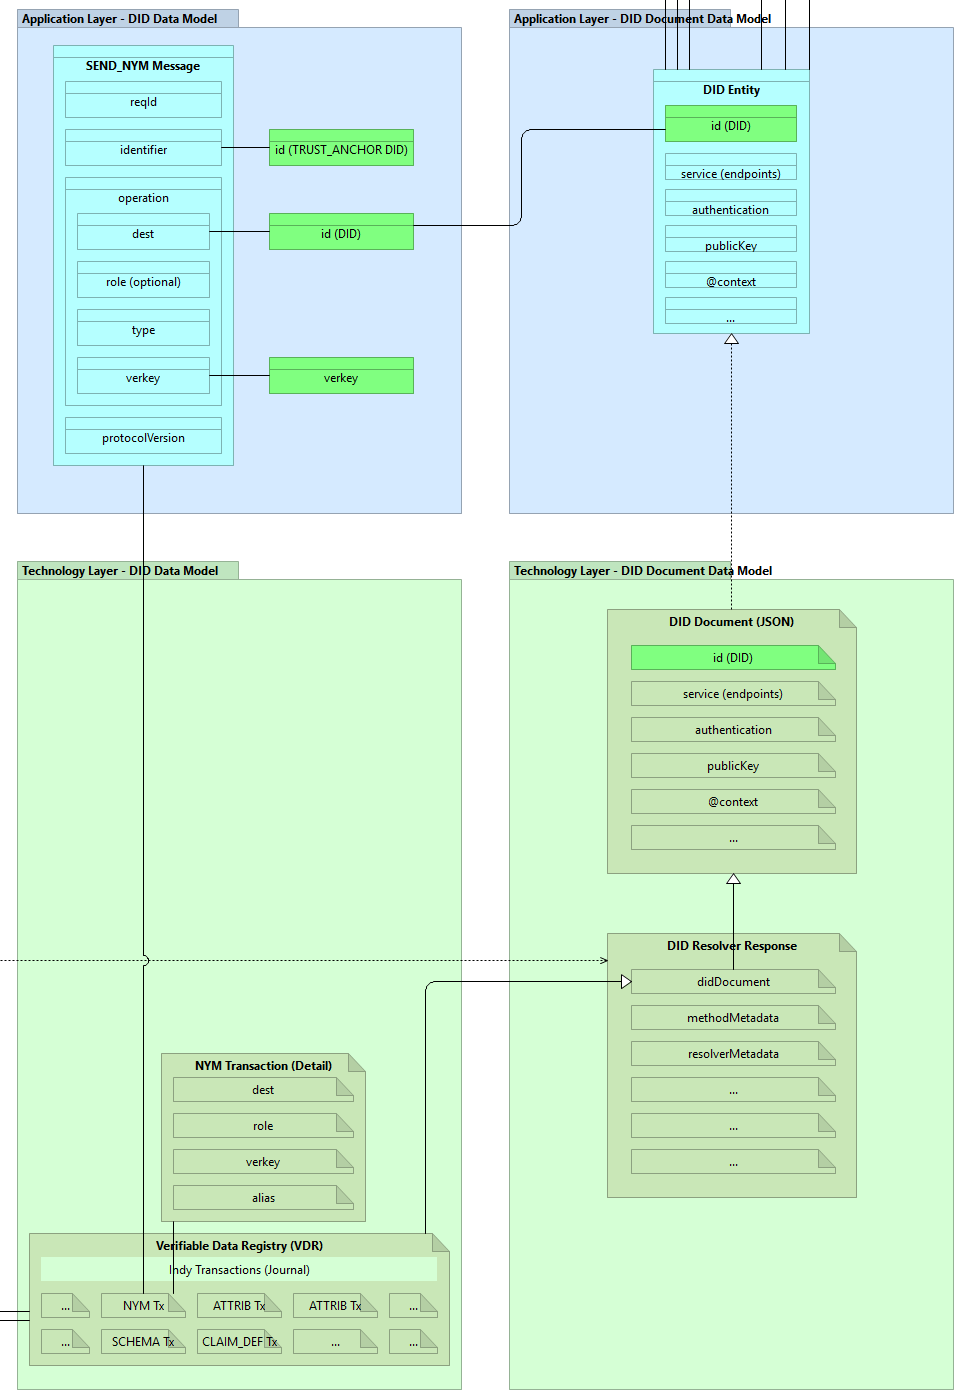 Application Layer - DID Data Model
SEND_NYM Message
reqId
identifier
id (TRUST_ANCHOR DID)
operation
dest
id (DID)
role (optional)
type
verkey
verkey
protocolVersion
Application Layer - DID Document Data Model
DID Entity
id (DID)
service (endpoints)
authentication
publicKey
@context
...
Technology Layer - DID Data Model
NYM Transaction (Detail)
dest
role
verkey
alias
Verifiable Data Registry (VDR)
Indy Transactions (Journal)
... NYM Tx ATTRIB Tx ATTRIB Tx ...
... SCHEMA Tx CLAIM_DEF Tx ... ...
Technology Layer - DID Document Data Model
DID Document (JSON)
id (DID)
service (endpoints)
authentication
publicKey
@context
...
DID Resolver Response
didDocument
methodMetadata
resolverMetadata
...
...
...